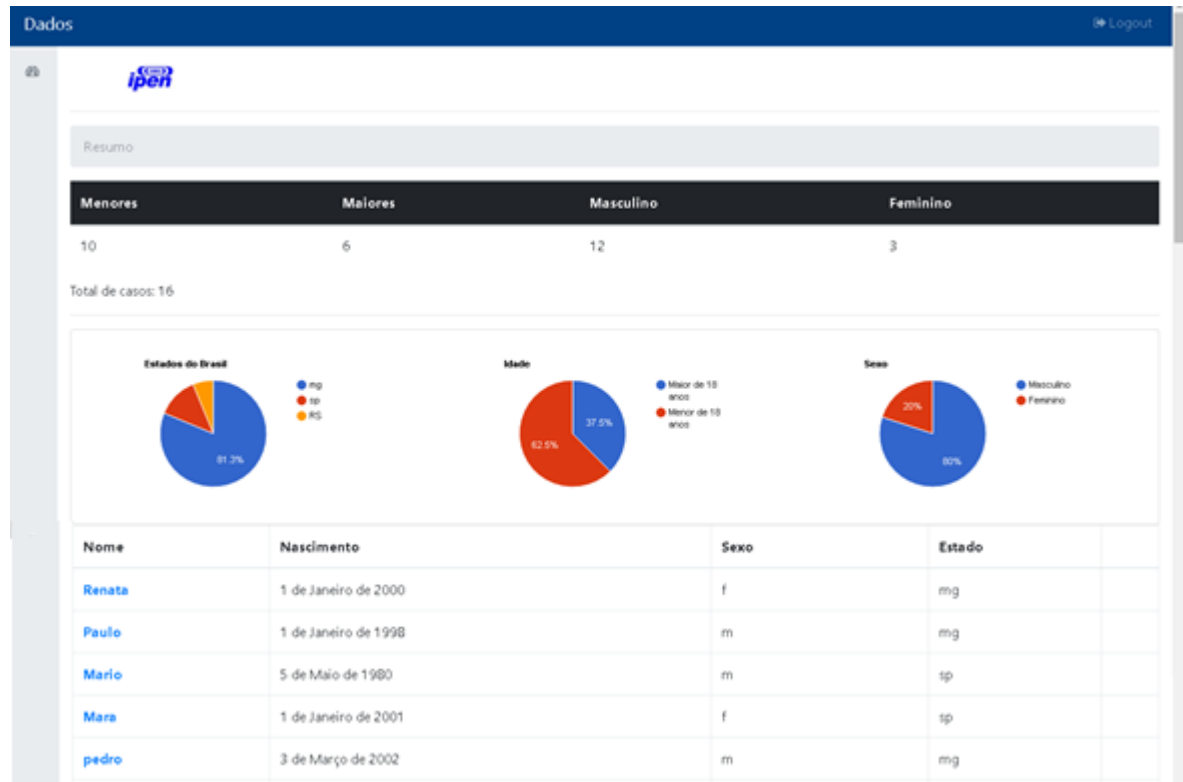 Dados
Logout
ipen
Resumo
Menores Maiores Masculino Feminino
10 6 12 3
Total de casos: 16
Estados do Brasil
mg
sp
RS
81.3%
Idade
Maior de 18
anos
Menor de 18
anos
37.5%
62.5%
Sexo
Masculino
Feminino
20%
80%
Nome Nascimento Sexo Estado
Renata 1 de Janeiro de 2000 f mg
Paulo 1 de Janeiro de 1998 m mg
Mario 5 de Maio de 1980 m sp
Mara 1 de Janeiro de 2001 f sp
pedro 3 de Março de 2002 m mg